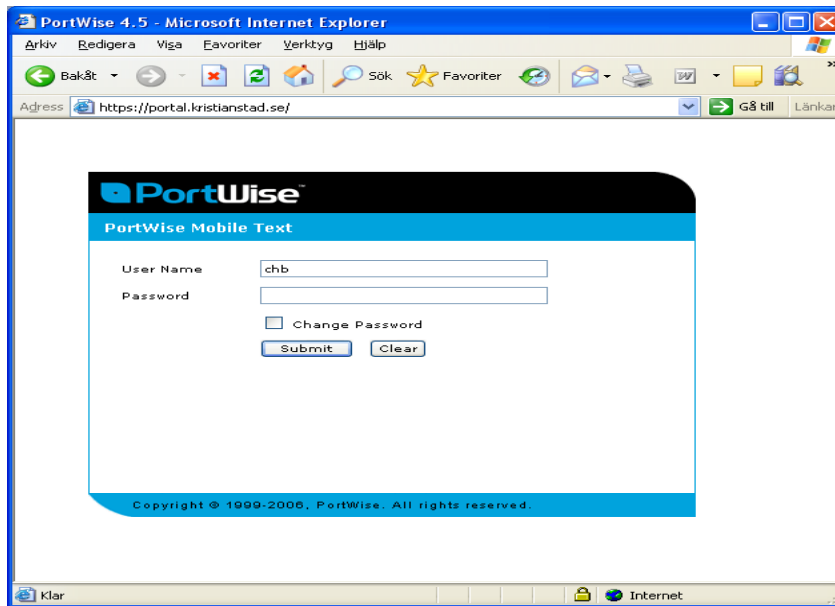 PortWise 4.5 - Microsoft Internet Explorer
Arkiv Redigera Visa Favoriter Verktyg Hjälp
Bakåt Sök Favoriter W »
Adress https://portal.kristianstad.se/ Gå till Länkar
PortWise™
PortWise Mobile Text
User Name chb
Password
Change Password
Submit Clear
Copyright © 1999-2006, PortWise. All rights reserved.
Klar Internet